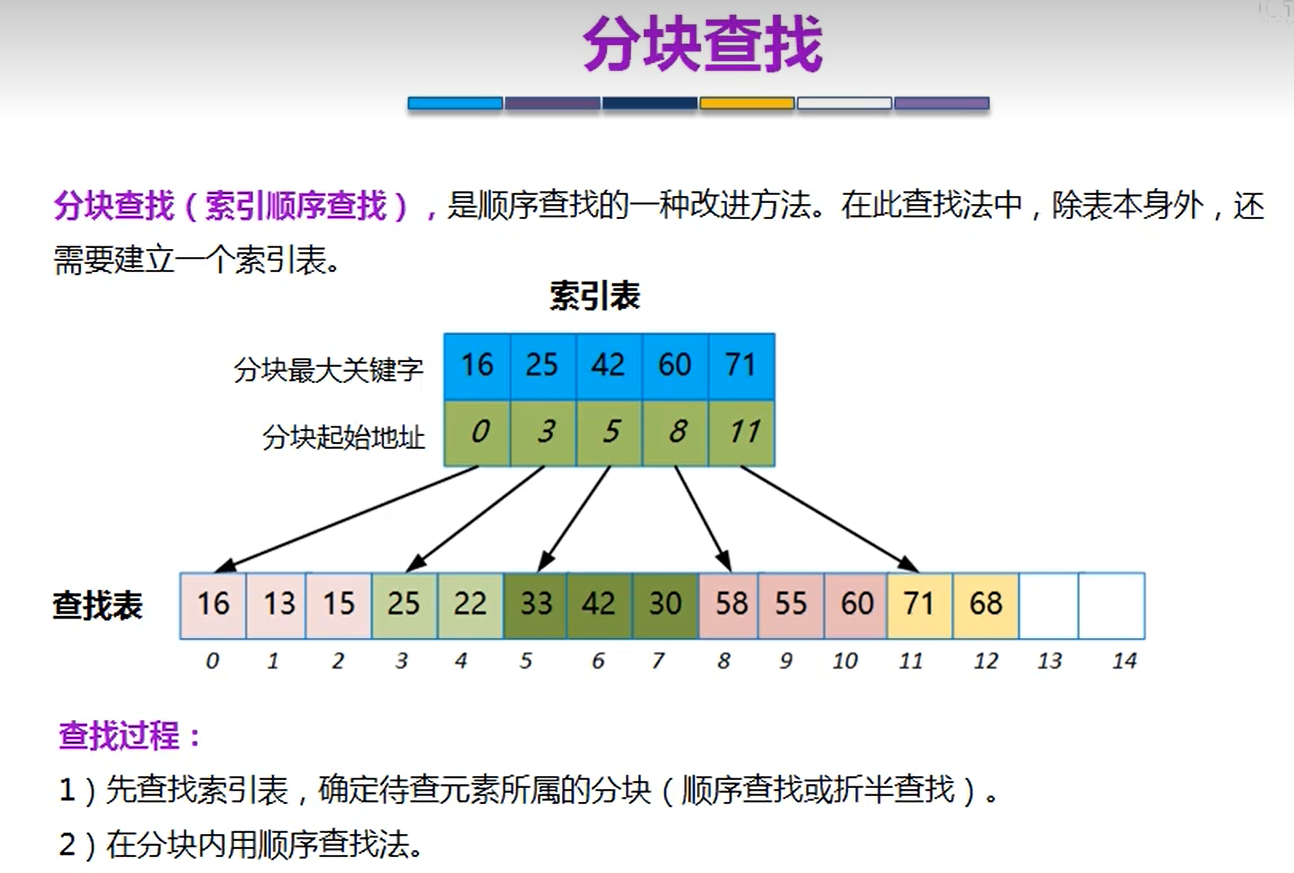 分块查找
分块查找（索引顺序查找），是顺序查找的一种改进方法。在此查找法中，除表本身外，还
需要建立一个索引表。
索引表
分块最大关键字 16 25 42 60 71
分块起始地址 0 3 5 8 11
查找表 16 13 15 25 22 33 42 30 58 55 60 71 68
0 1 2 3 4 5 6 7 8 9 10 11 12 13 14
查找过程：
1）先查找索引表，确定待查元素所属的分块（顺序查找或折半查找）。
2）在分块内用顺序查找法。